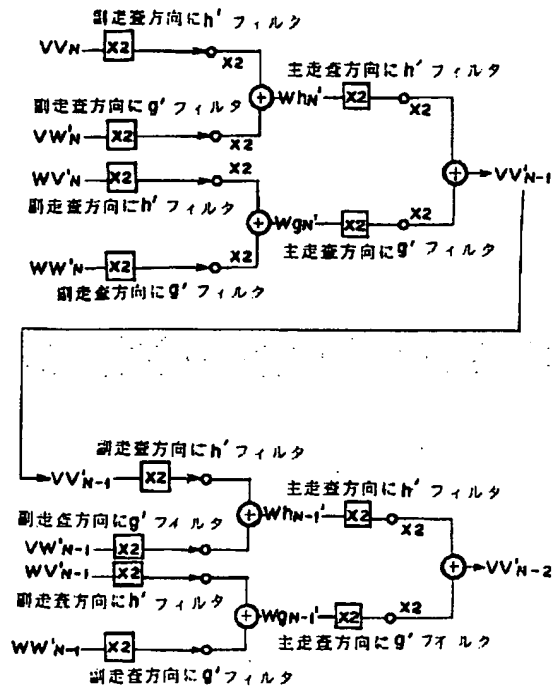 副走査方向にh′ フィルタ
VVN X2 X2
主走査方向にh′ フィルタ
副走査方向にg′ フィルタ
WhN′ X2 X2
VW′N X2 X2
VV′N-1
WV′N X2 X2
副走査方向にh′ フィルタ
WgN′ X2 X2
主走査方向にg′ フィルタ
WW′N X2 X2
副走査方向にg′ フィルタ
副走査方向にh′ フィルタ
VV′N-1 X2
主走査方向にh′ フィルタ
副走査方向にg′ フィルタ
WhN-1′ X2 X2
VW′N-1 X2
VV′N-2
WV′N-1 X2
副走査方向にh′ フィルタ
WgN-1′ X2 X2
主走査方向にg′ フィルタ
WW′N-1 X2
副走査方向にg′ フィルタ